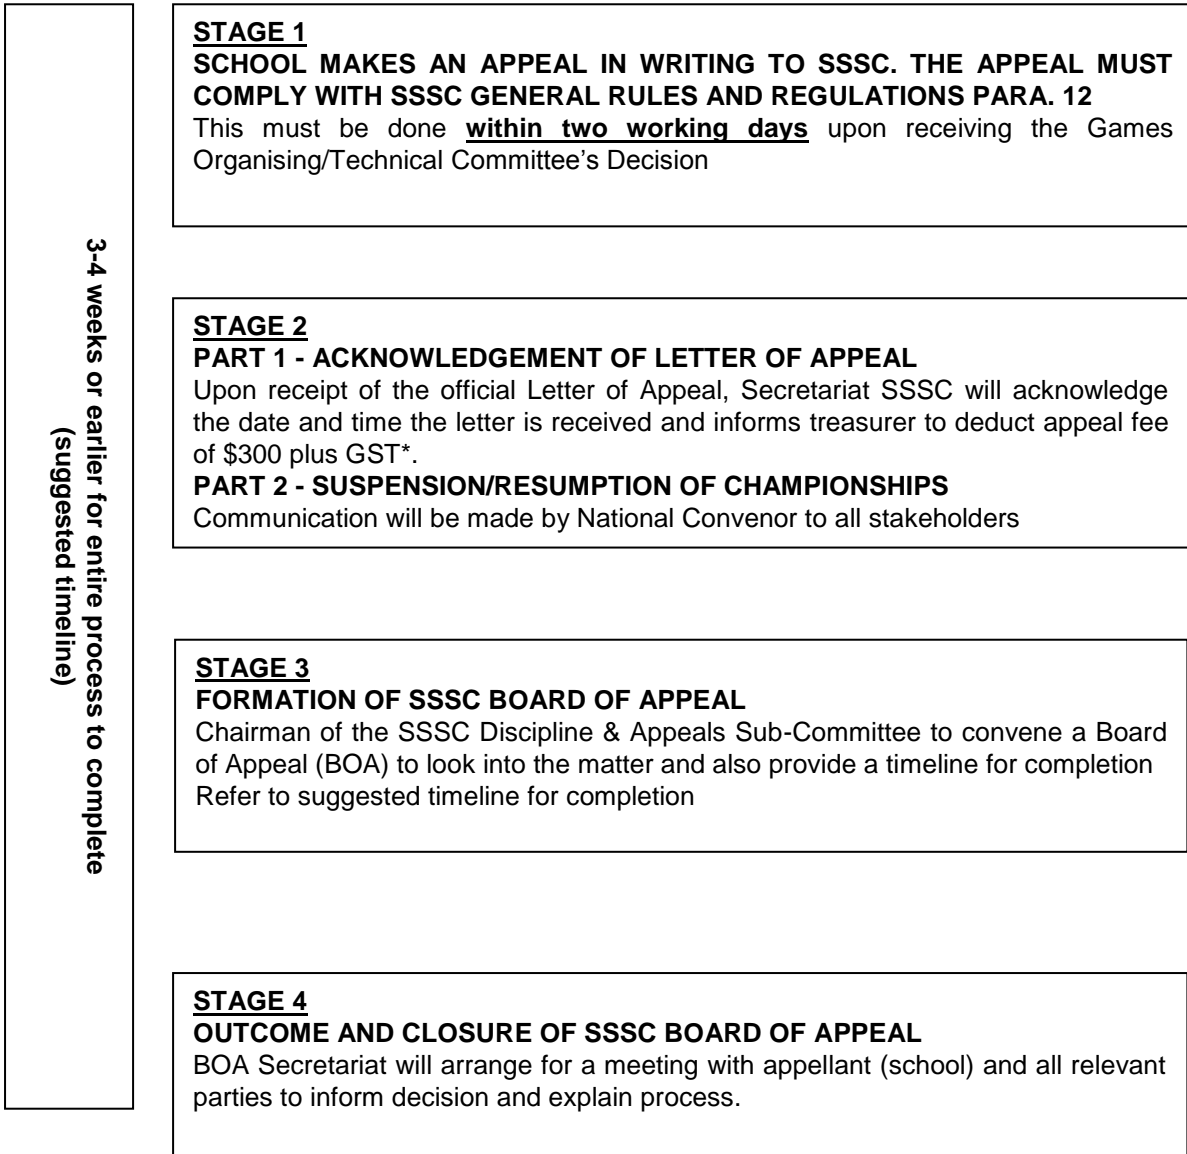 3-4 weeks or earlier for entire process to complete
(suggested timeline)
STAGE 1
SCHOOL MAKES AN APPEAL IN WRITING TO SSSC. THE APPEAL MUST
COMPLY WITH SSSC GENERAL RULES AND REGULATIONS PARA. 12
This must be done within two working days upon receiving the Games
Organising/Technical Committee’s Decision
STAGE 2
PART 1 - ACKNOWLEDGEMENT OF LETTER OF APPEAL
Upon receipt of the official Letter of Appeal, Secretariat SSSC will acknowledge
the date and time the letter is received and informs treasurer to deduct appeal fee
of $300 plus GST*.
PART 2 - SUSPENSION/RESUMPTION OF CHAMPIONSHIPS
Communication will be made by National Convenor to all stakeholders
STAGE 3
FORMATION OF SSSC BOARD OF APPEAL
Chairman of the SSSC Discipline & Appeals Sub-Committee to convene a Board
of Appeal (BOA) to look into the matter and also provide a timeline for completion
Refer to suggested timeline for completion
STAGE 4
OUTCOME AND CLOSURE OF SSSC BOARD OF APPEAL
BOA Secretariat will arrange for a meeting with appellant (school) and all relevant
parties to inform decision and explain process.